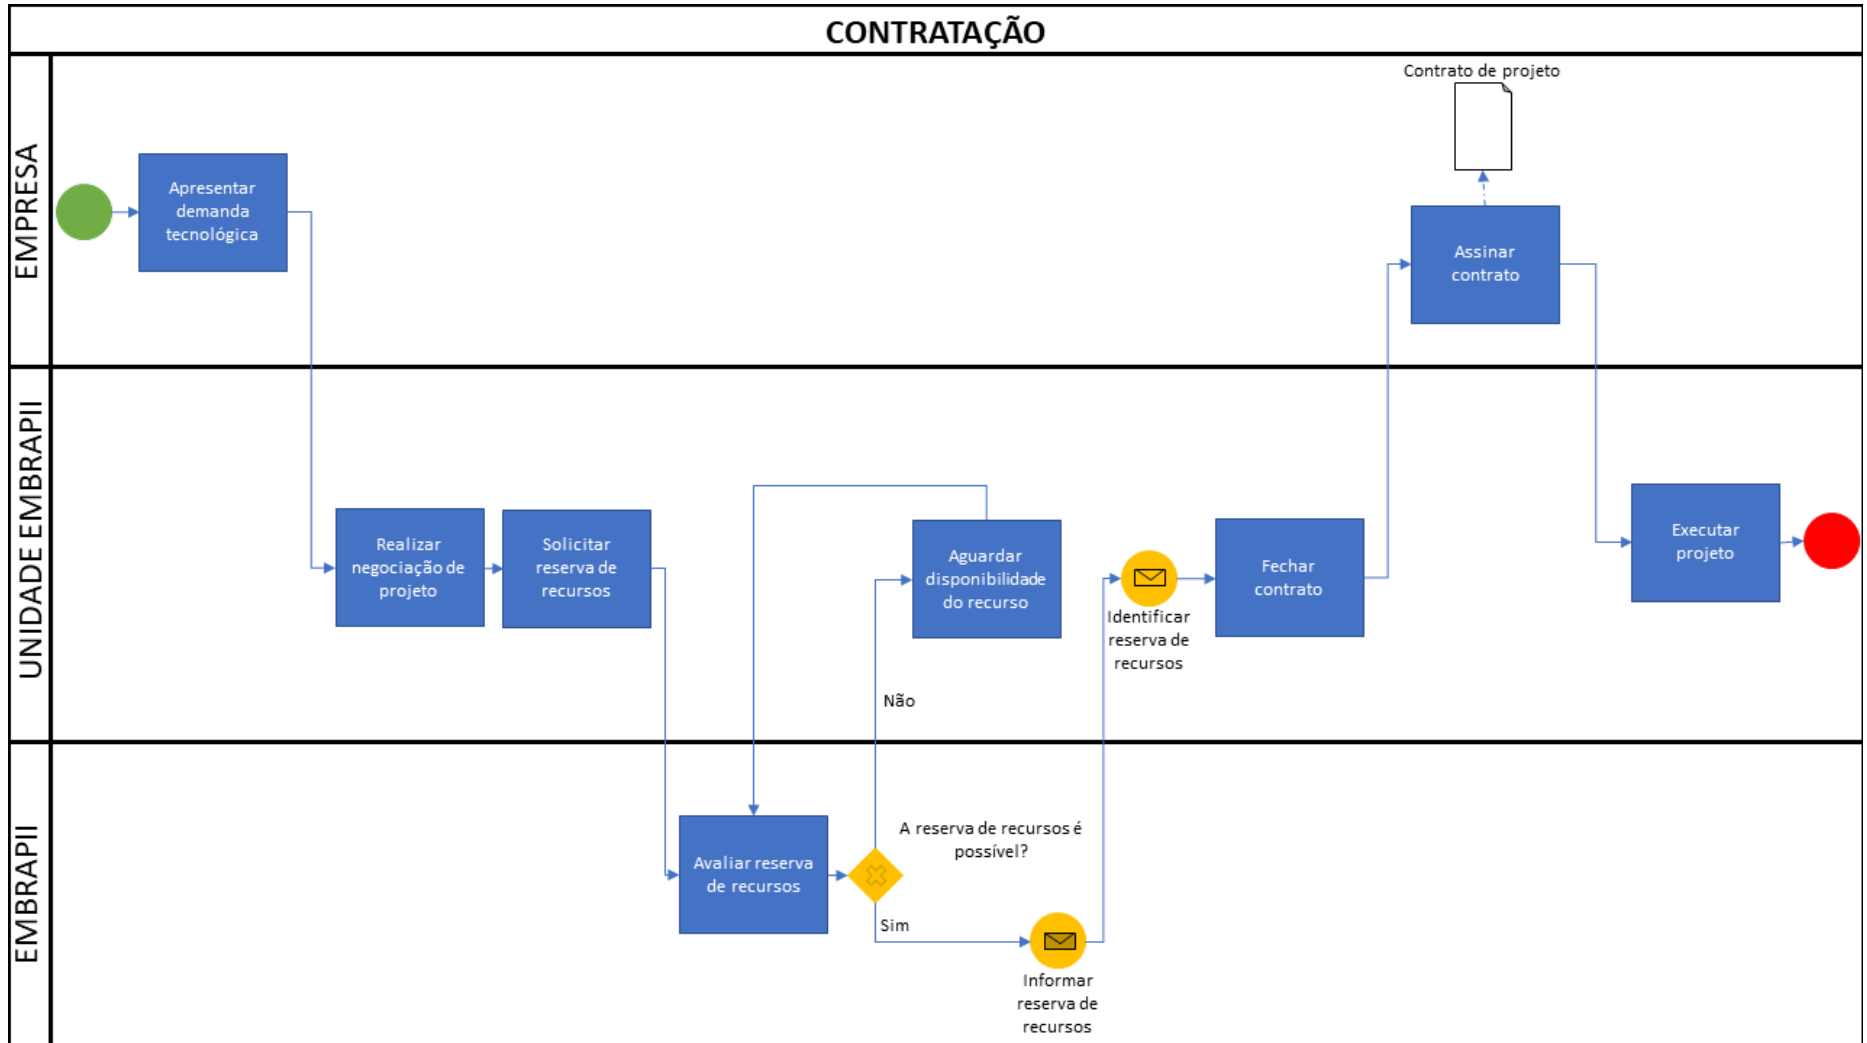 CONTRATAÇÃO
EMPRESA
Contrato de projeto
Apresentar
demanda
tecnológica
Assinar
contrato
UNIDADE EMBRAPII
Realizar
negociação de
projeto
Solicitar
reserva de
recursos
Aguardar
disponibilidade
do recurso
Não
Identificar
reserva de
recursos
Fechar
contrato
Executar
projeto
EMBRAPII
Avaliar reserva
de recursos
A reserva de recursos é
possível?
Sim
Informar
reserva de
recursos